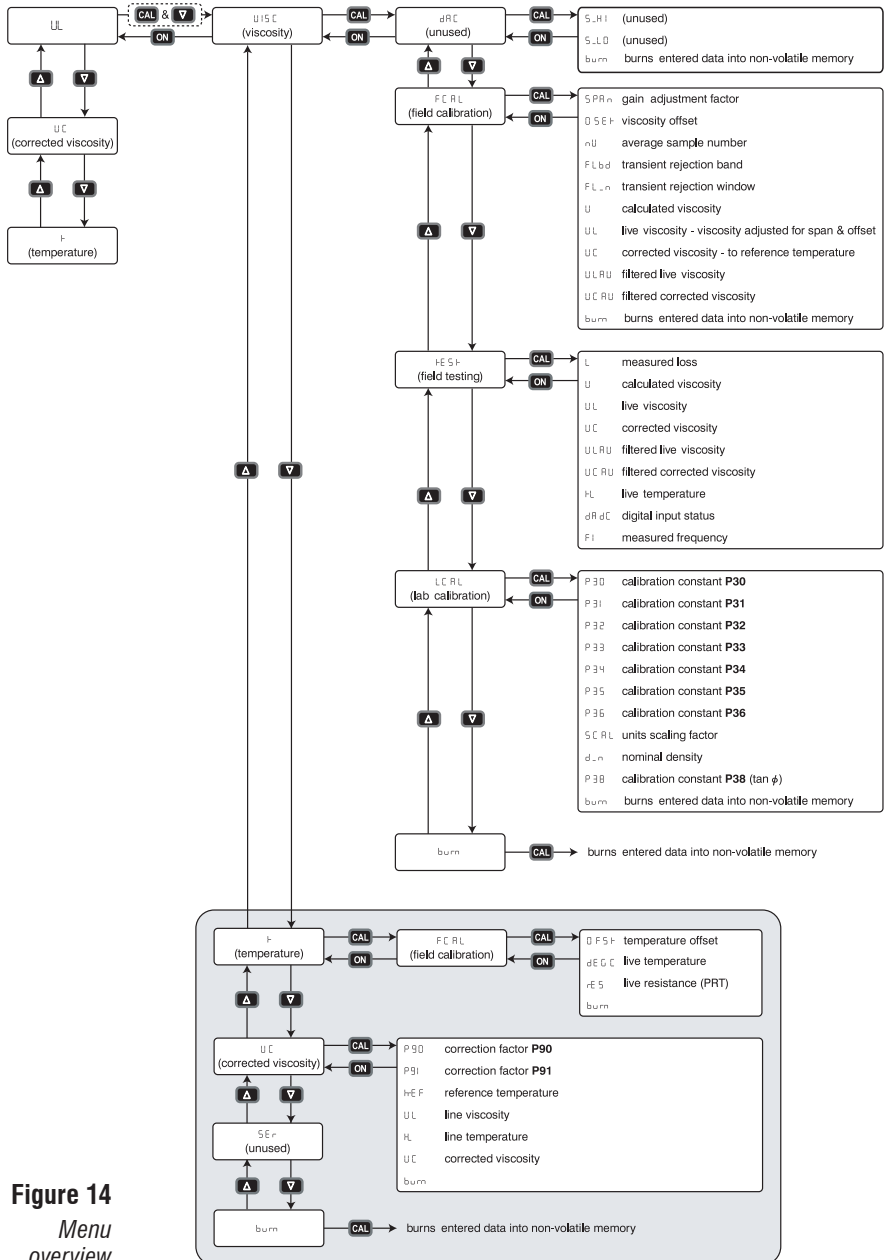 UL
CAL & ▽
ON
VISC
(viscosity)
CAL
ON
dAC
(unused)
CAL
ON
S_HI (unused)
S_LO (unused)
burn burns entered data into non-volatile memory
△ ▽
UC
(corrected viscosity)
△ ▽
t
(temperature)
△ ▽
FCAL
(field calibration)
CAL
ON
SPAn gain adjustment factor
OSEt viscosity offset
nU average sample number
FLbd transient rejection band
FL_n transient rejection window
U calculated viscosity
UL live viscosity - viscosity adjusted for span & offset
UC corrected viscosity - to reference temperature
ULAU filtered live viscosity
UCAU filtered corrected viscosity
burn burns entered data into non-volatile memory
△ ▽
tESt
(field testing)
CAL
ON
L measured loss
U calculated viscosity
UL live viscosity
UC corrected viscosity
ULAU filtered live viscosity
UCAU filtered corrected viscosity
tL live temperature
dAdC digital input status
FI measured frequency
△ ▽
△ ▽
LCAL
(lab calibration)
CAL
ON
P30 calibration constant P30
P31 calibration constant P31
P32 calibration constant P32
P33 calibration constant P33
P34 calibration constant P34
P35 calibration constant P35
P36 calibration constant P36
SCAL units scaling factor
d_n nominal density
P38 calibration constant P38 (tan ϕ)
burn burns entered data into non-volatile memory
△ ▽
burn
CAL
burns entered data into non-volatile memory
t
(temperature)
CAL
ON
FCAL
(field calibration)
CAL
ON
OFSt temperature offset
dEGC live temperature
rES live resistance (PRT)
burn
△ ▽
UC
(corrected viscosity)
CAL
ON
P90 correction factor P90
P91 correction factor P91
trEF reference temperature
UL line viscosity
tL line temperature
UC corrected viscosity
burn
△ ▽
SEr
(unused)
△ ▽
burn
CAL
burns entered data into non-volatile memory
Figure 14
Menu
overview